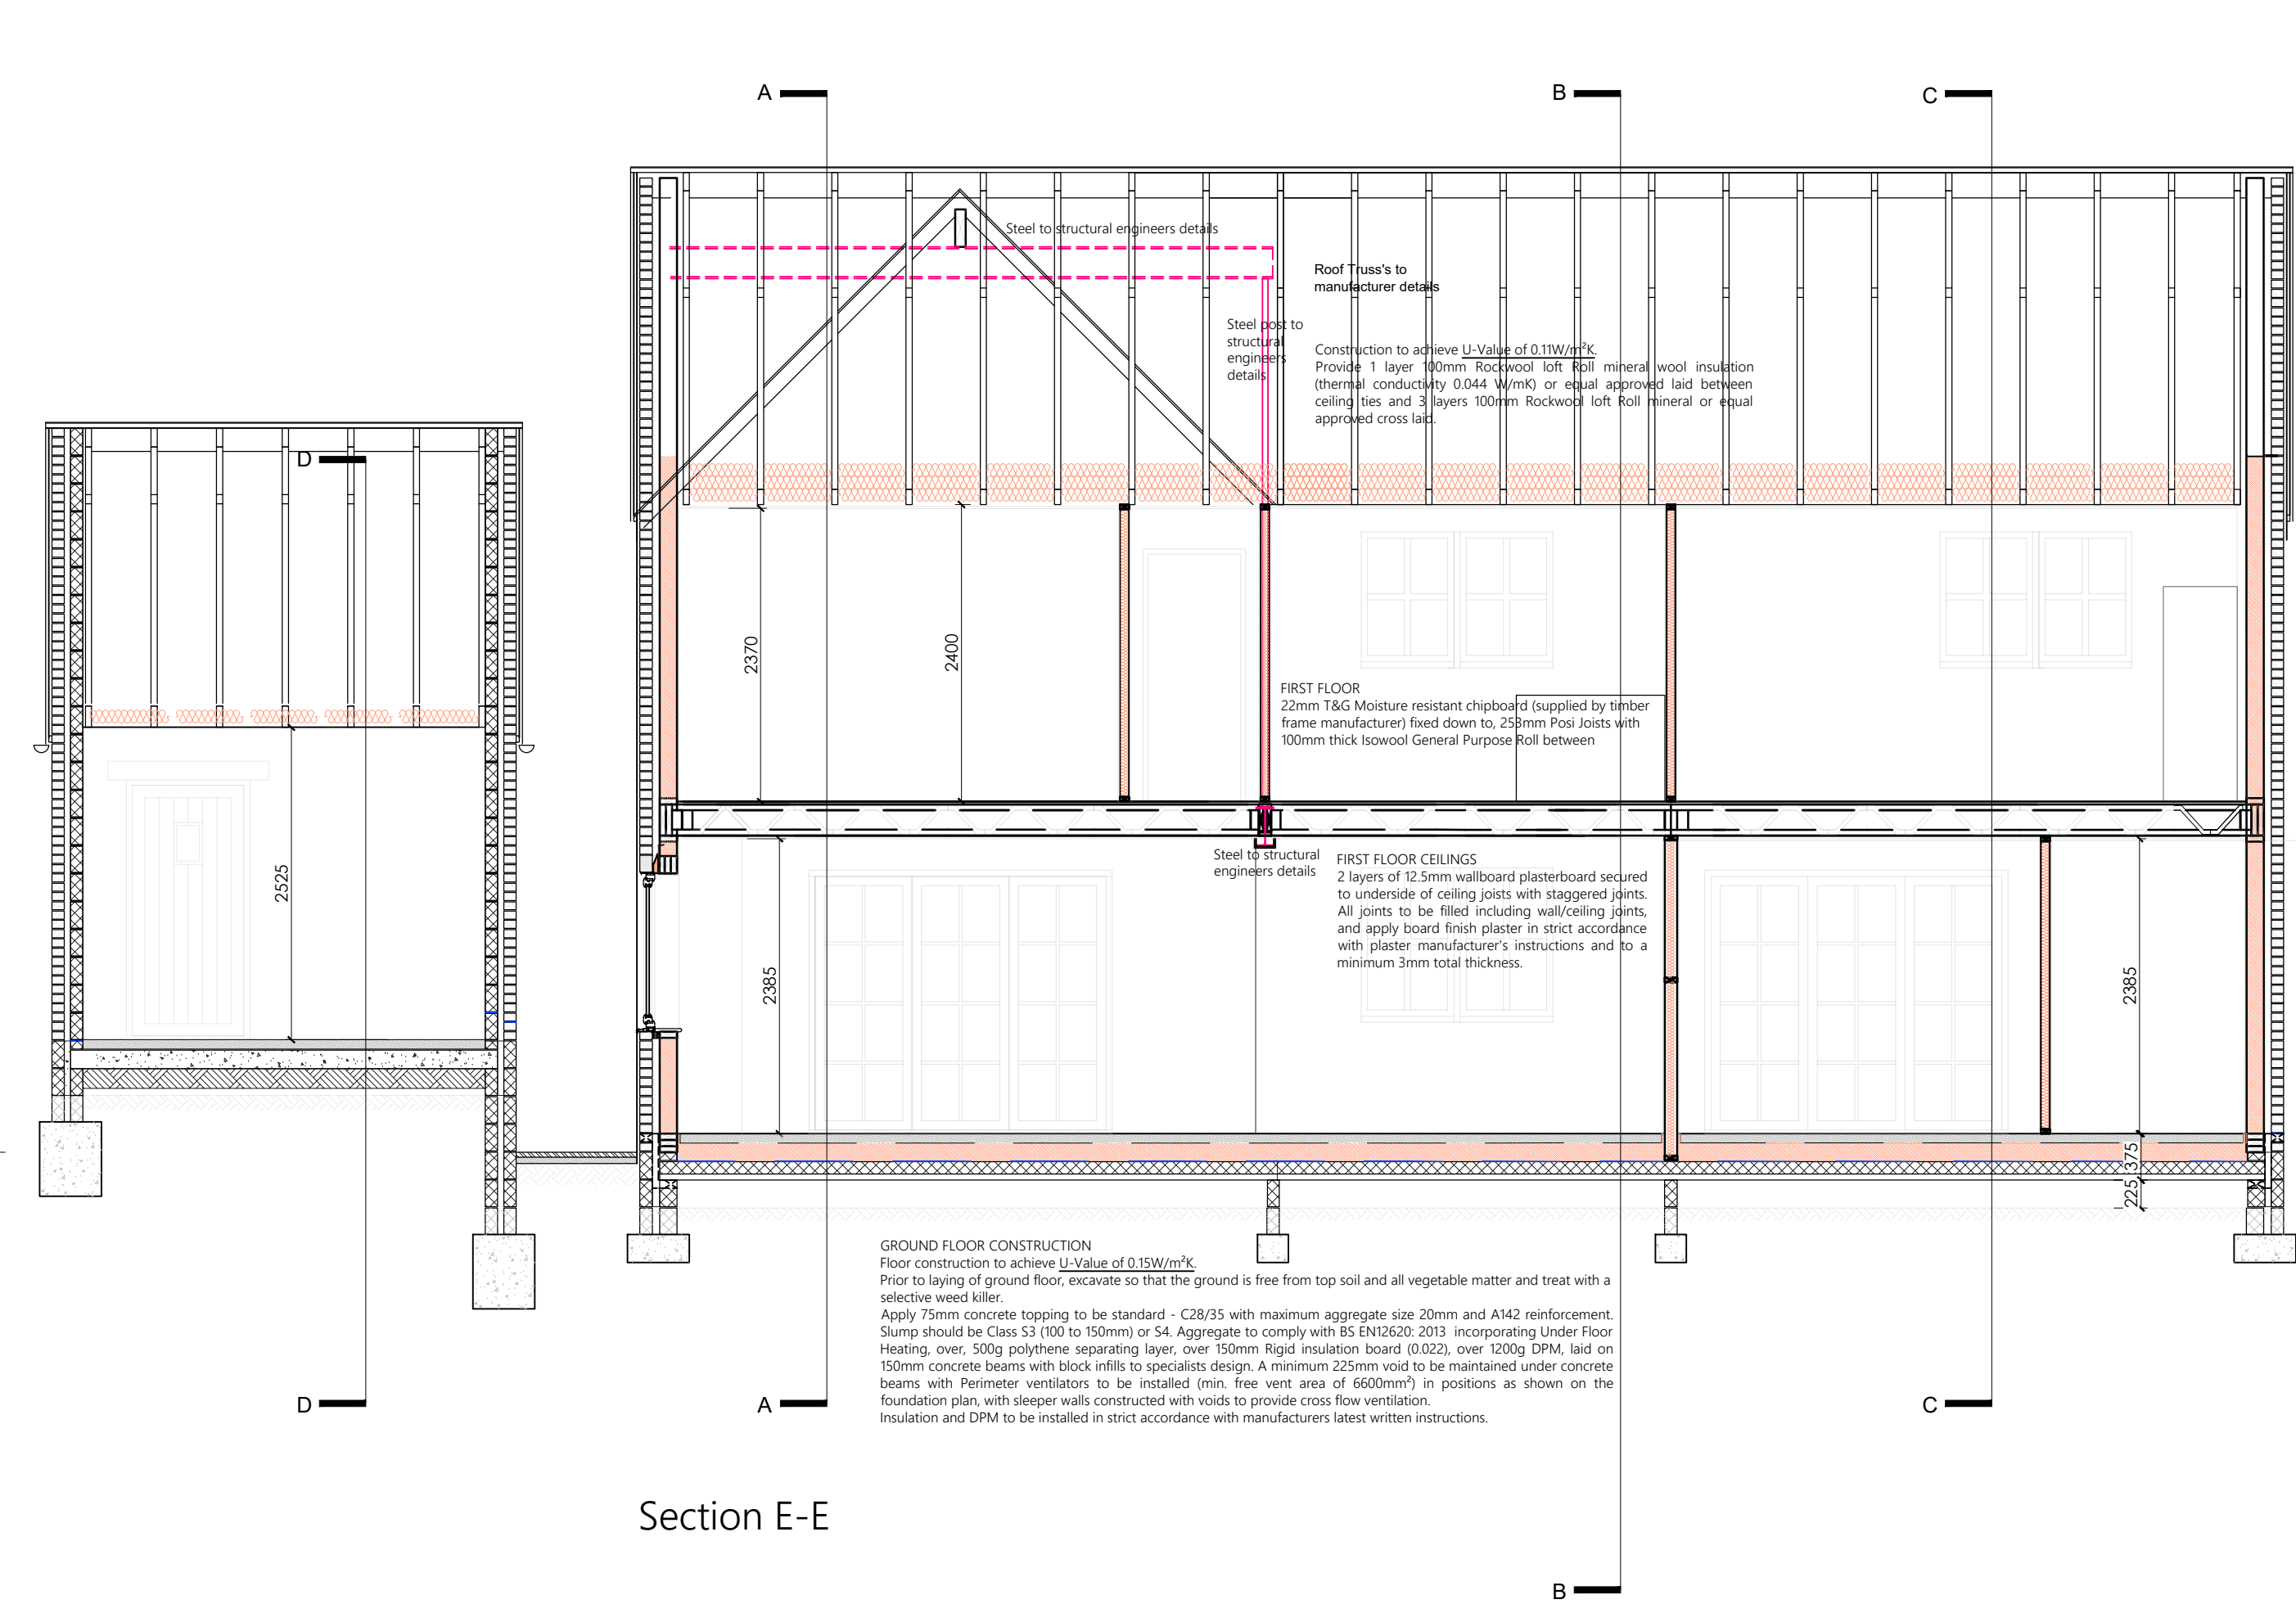 A
B
C
Steel to structural engineers details
Roof Truss's to
manufacturer details
Steel post to
structural
engineers
details
Construction to achieve U-Value of 0.11W/m²K.
Provide 1 layer 100mm Rockwool loft Roll mineral wool insulation
(thermal conductivity 0.044 W/mK) or equal approved laid between
ceiling ties and 3 layers 100mm Rockwool loft Roll mineral or equal
approved cross laid.
D
2370
2400
FIRST FLOOR
22mm T&G Moisture resistant chipboard (supplied by timber
frame manufacturer) fixed down to, 253mm Posi Joists with
100mm thick Isowool General Purpose Roll between
2525
Steel to structural
engineers details
FIRST FLOOR CEILINGS
2 layers of 12.5mm wallboard plasterboard secured
to underside of ceiling joists with staggered joints.
All joints to be filled including wall/ceiling joints,
and apply board finish plaster in strict accordance
with plaster manufacturer's instructions and to a
minimum 3mm total thickness.
2385
2385
375
225
GROUND FLOOR CONSTRUCTION
Floor construction to achieve U-Value of 0.15W/m²K.
Prior to laying of ground floor, excavate so that the ground is free from top soil and all vegetable matter and treat with a
selective weed killer.
Apply 75mm concrete topping to be standard - C28/35 with maximum aggregate size 20mm and A142 reinforcement.
Slump should be Class S3 (100 to 150mm) or S4. Aggregate to comply with BS EN12620: 2013 incorporating Under Floor
Heating, over, 500g polythene separating layer, over 150mm Rigid insulation board (0.022), over 1200g DPM, laid on
150mm concrete beams with block infills to specialists design. A minimum 225mm void to be maintained under concrete
beams with Perimeter ventilators to be installed (min. free vent area of 6600mm²) in positions as shown on the
foundation plan, with sleeper walls constructed with voids to provide cross flow ventilation.
Insulation and DPM to be installed in strict accordance with manufacturers latest written instructions.
D
A
C
Section E-E
B